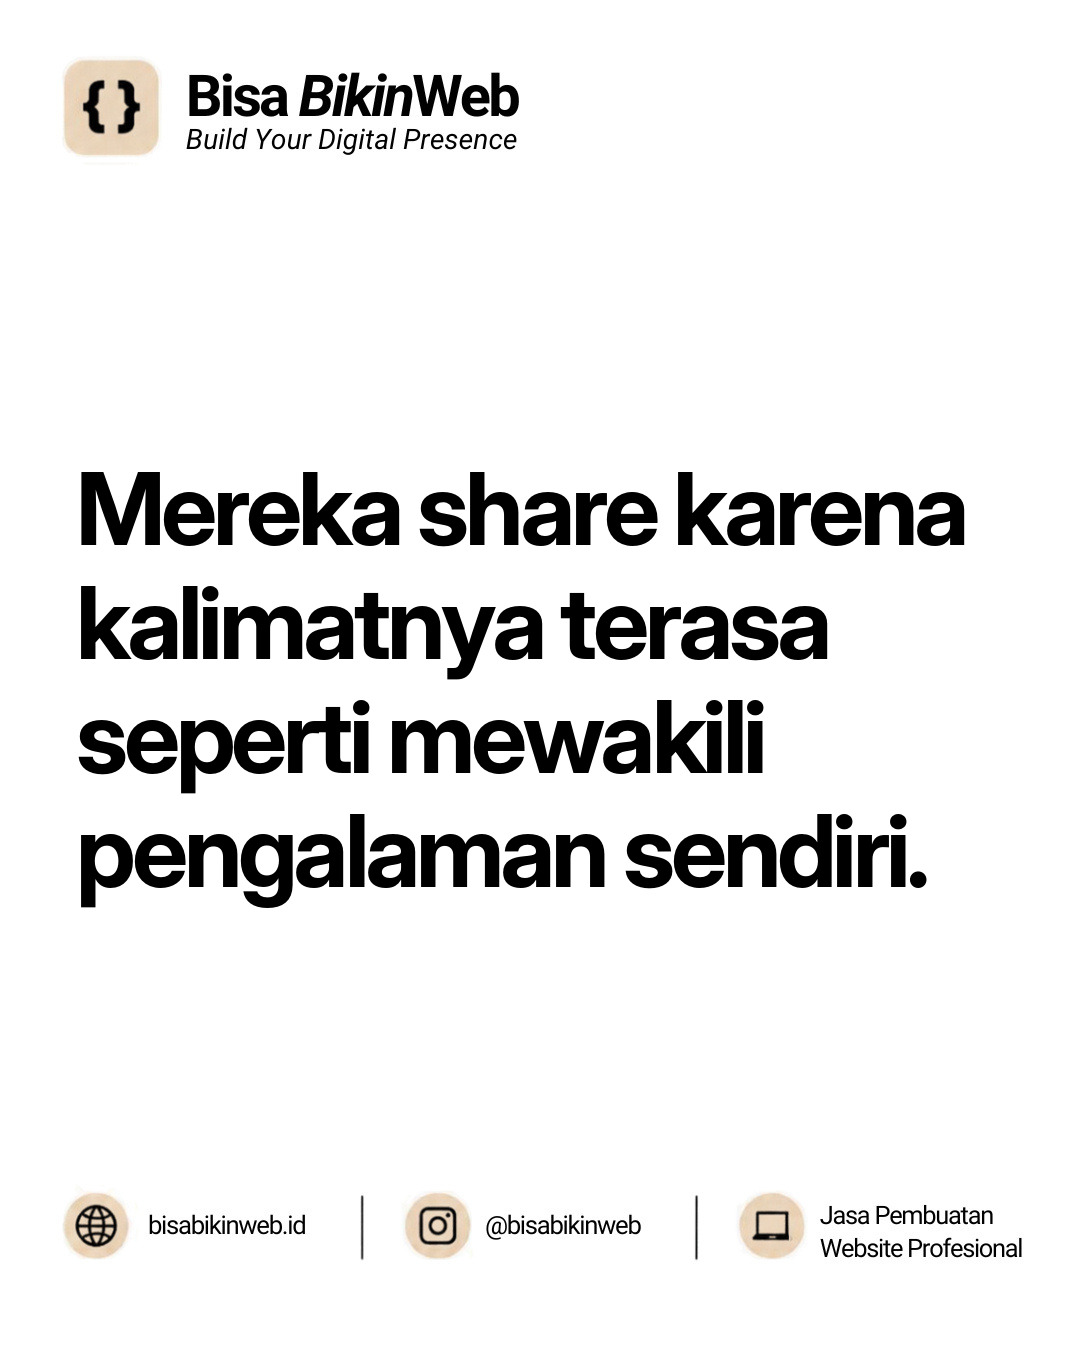 { }
Bisa BikinWeb
Build Your Digital Presence
Mereka share karena
kalimatnya terasa
seperti mewakili
pengalaman sendiri.
bisabikinweb.id
@bisabikinweb
Jasa Pembuatan
Website Profesional